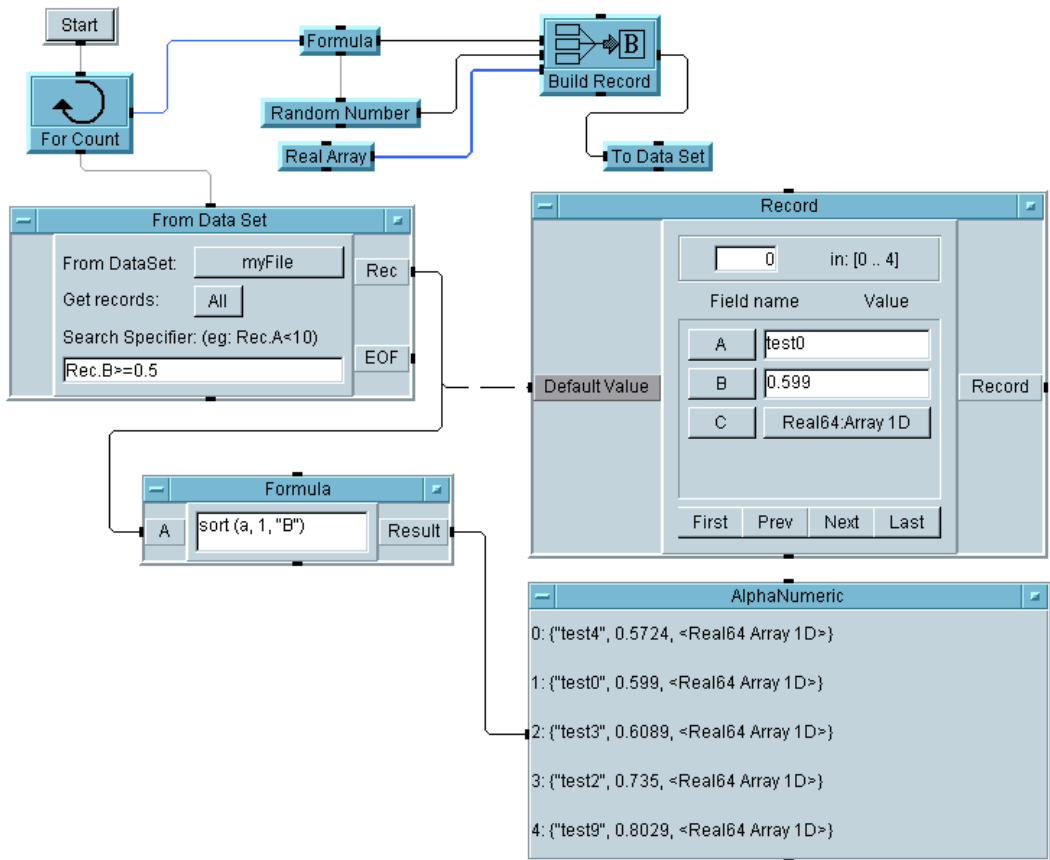 Start
Formula
B
Build Record
For Count
Random Number
Real Array
To Data Set
From Data Set
From DataSet: myFile
Rec
Get records: All
Search Specifier: (eg: Rec.A<10)
EOF
Rec.B>=0.5
Record
0 in: [0 .. 4]
Field name Value
A test0
B 0.599
C Real64:Array 1D
Default Value
Record
First Prev Next Last
Formula
A
sort (a, 1, "B")
Result
AlphaNumeric
0: {"test4", 0.5724, <Real64 Array 1D>}
1: {"test0", 0.599, <Real64 Array 1D>}
2: {"test3", 0.6089, <Real64 Array 1D>}
3: {"test2", 0.735, <Real64 Array 1D>}
4: {"test9", 0.8029, <Real64 Array 1D>}